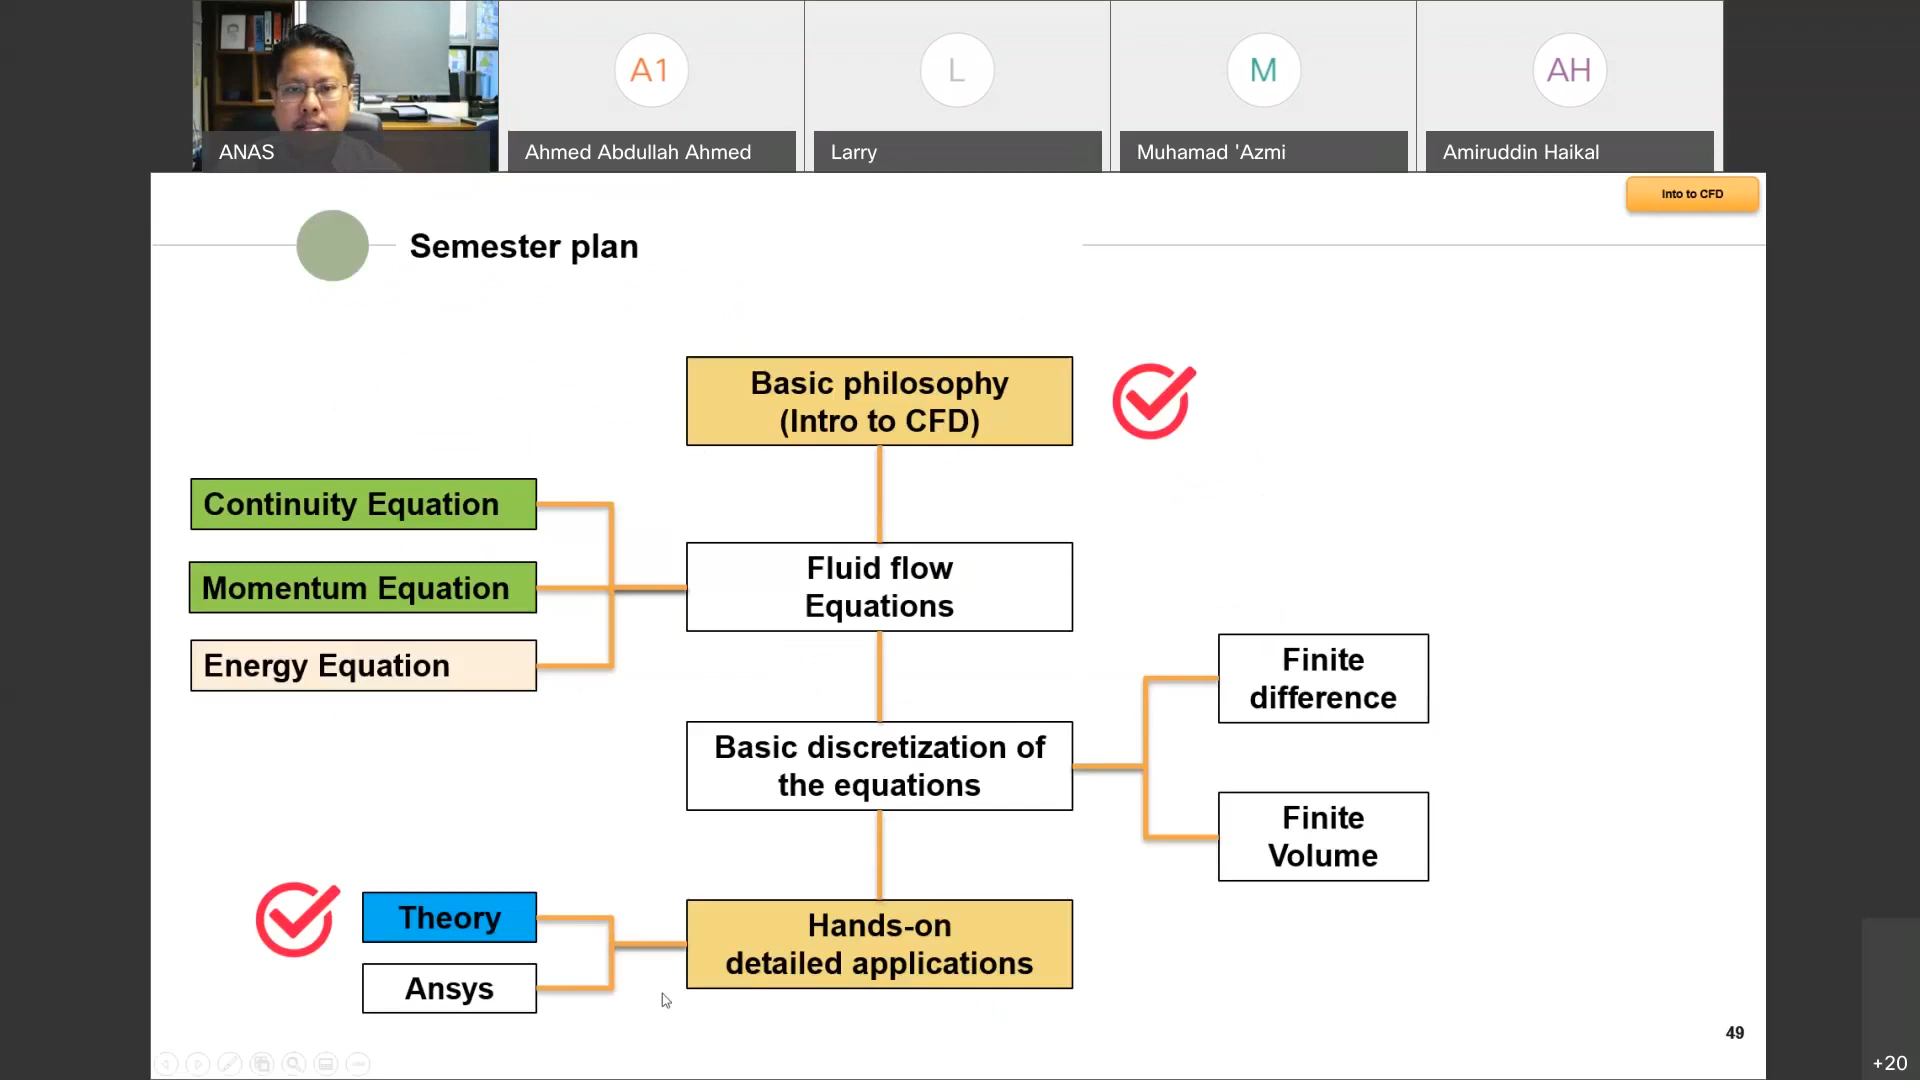 A1
L
M
AH
ANAS
Ahmed Abdullah Ahmed
Larry
Muhamad 'Azmi
Amiruddin Haikal
Into to CFD
Semester plan
Basic philosophy
(Intro to CFD)
Continuity Equation
Momentum Equation
Energy Equation
Fluid flow
Equations
Basic discretization of
the equations
Finite
difference
Finite
Volume
Theory
Ansys
Hands-on
detailed applications
49
+20